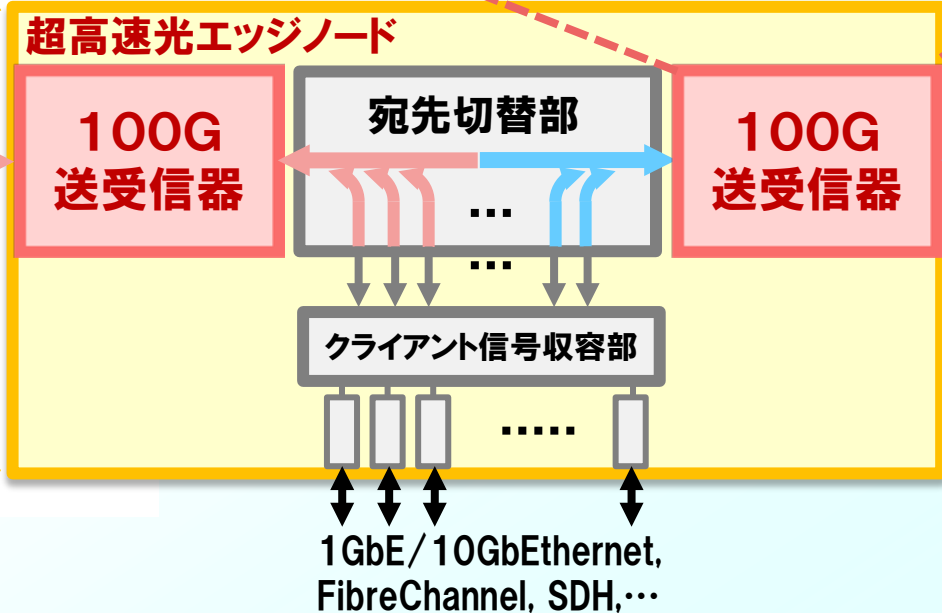 超高速光エッジノード
100G
送受信器
宛先切替部
…
100G
送受信器
…
クライアント信号収容部
.....
1GbE/10GbEthernet,
FibreChannel, SDH,…